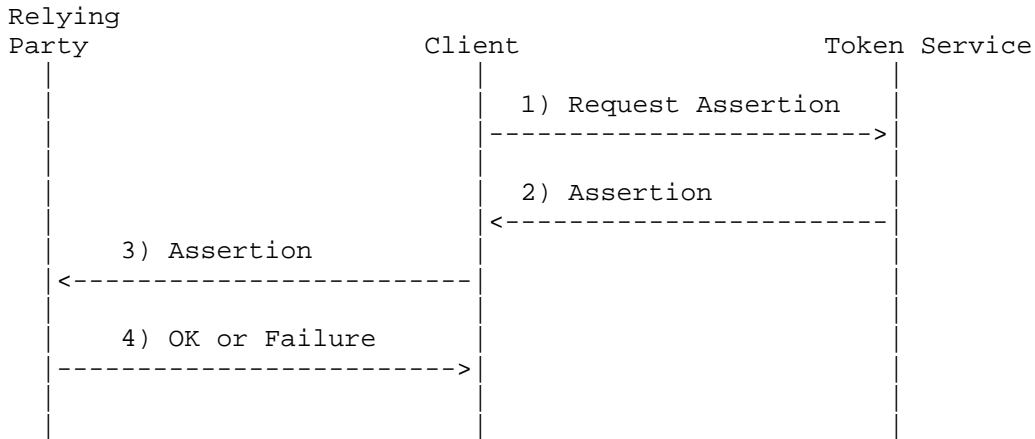 Relying
Party Client Token Service
1) Request Assertion
2) Assertion
3) Assertion
4) OK or Failure